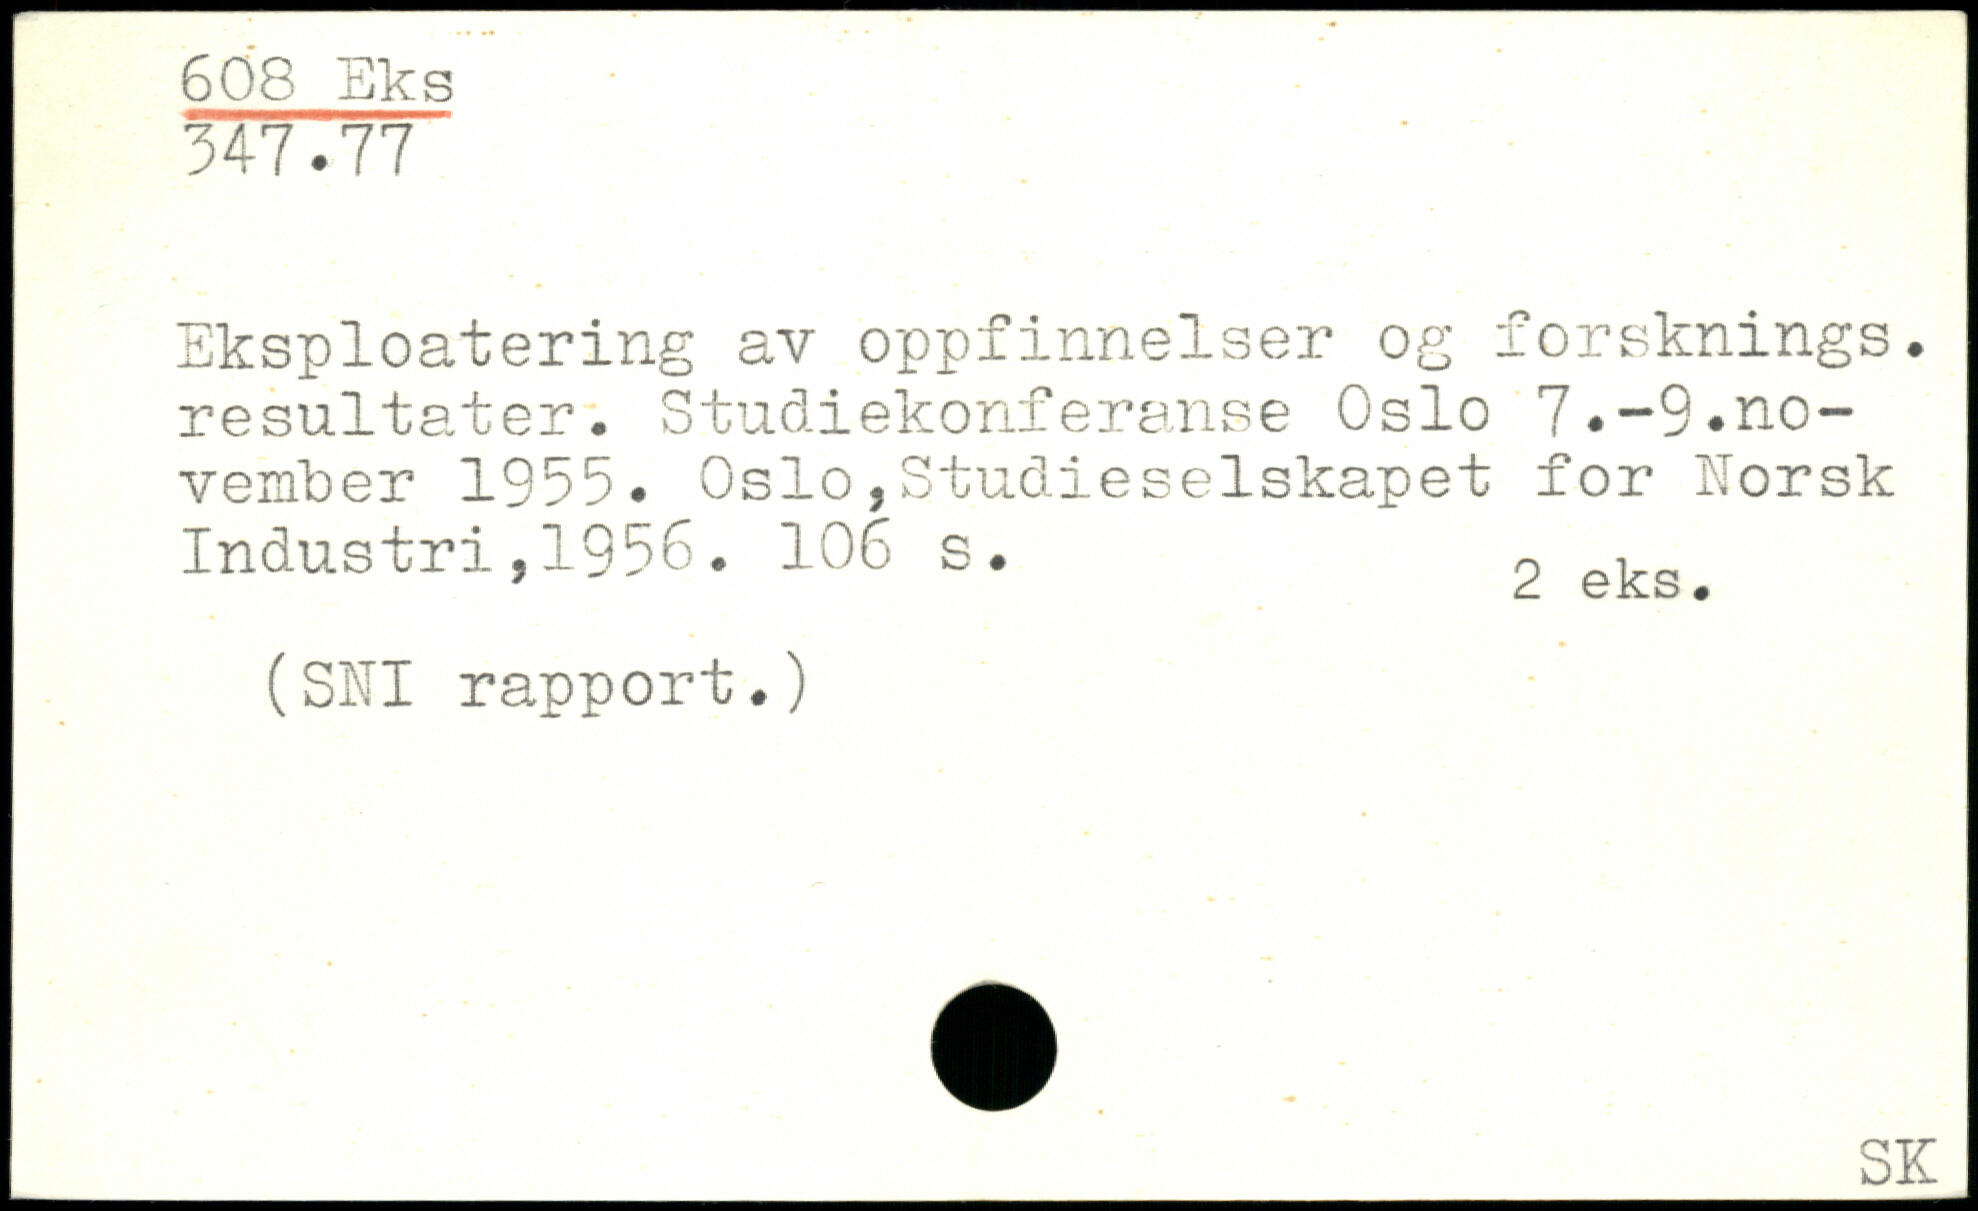 608 Eks
347.77
Eksploatering av oppfinnelser og forsknings.
resultater. Studiekonferanse Oslo 7.-9.no-
vember 1955. Oslo,Studieselskapet for Norsk
Industri,1956. 106 s.
2 eks.
(SNI rapport.)
SK